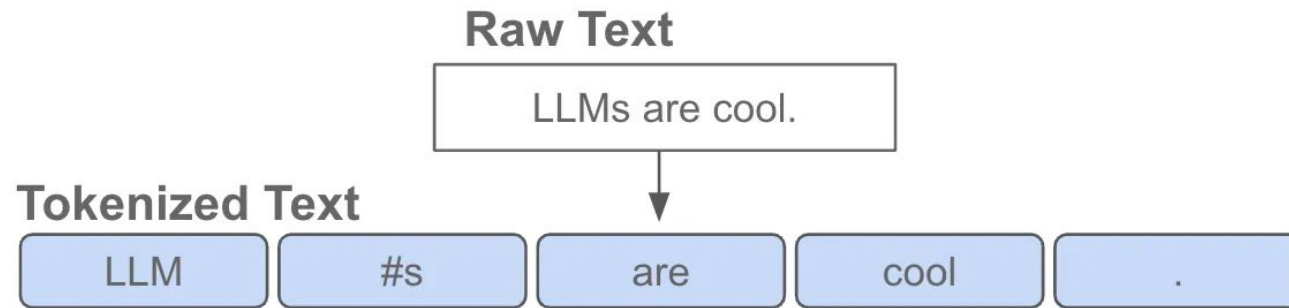 Raw Text
LLMs are cool.
Tokenized Text
LLM #s are cool .